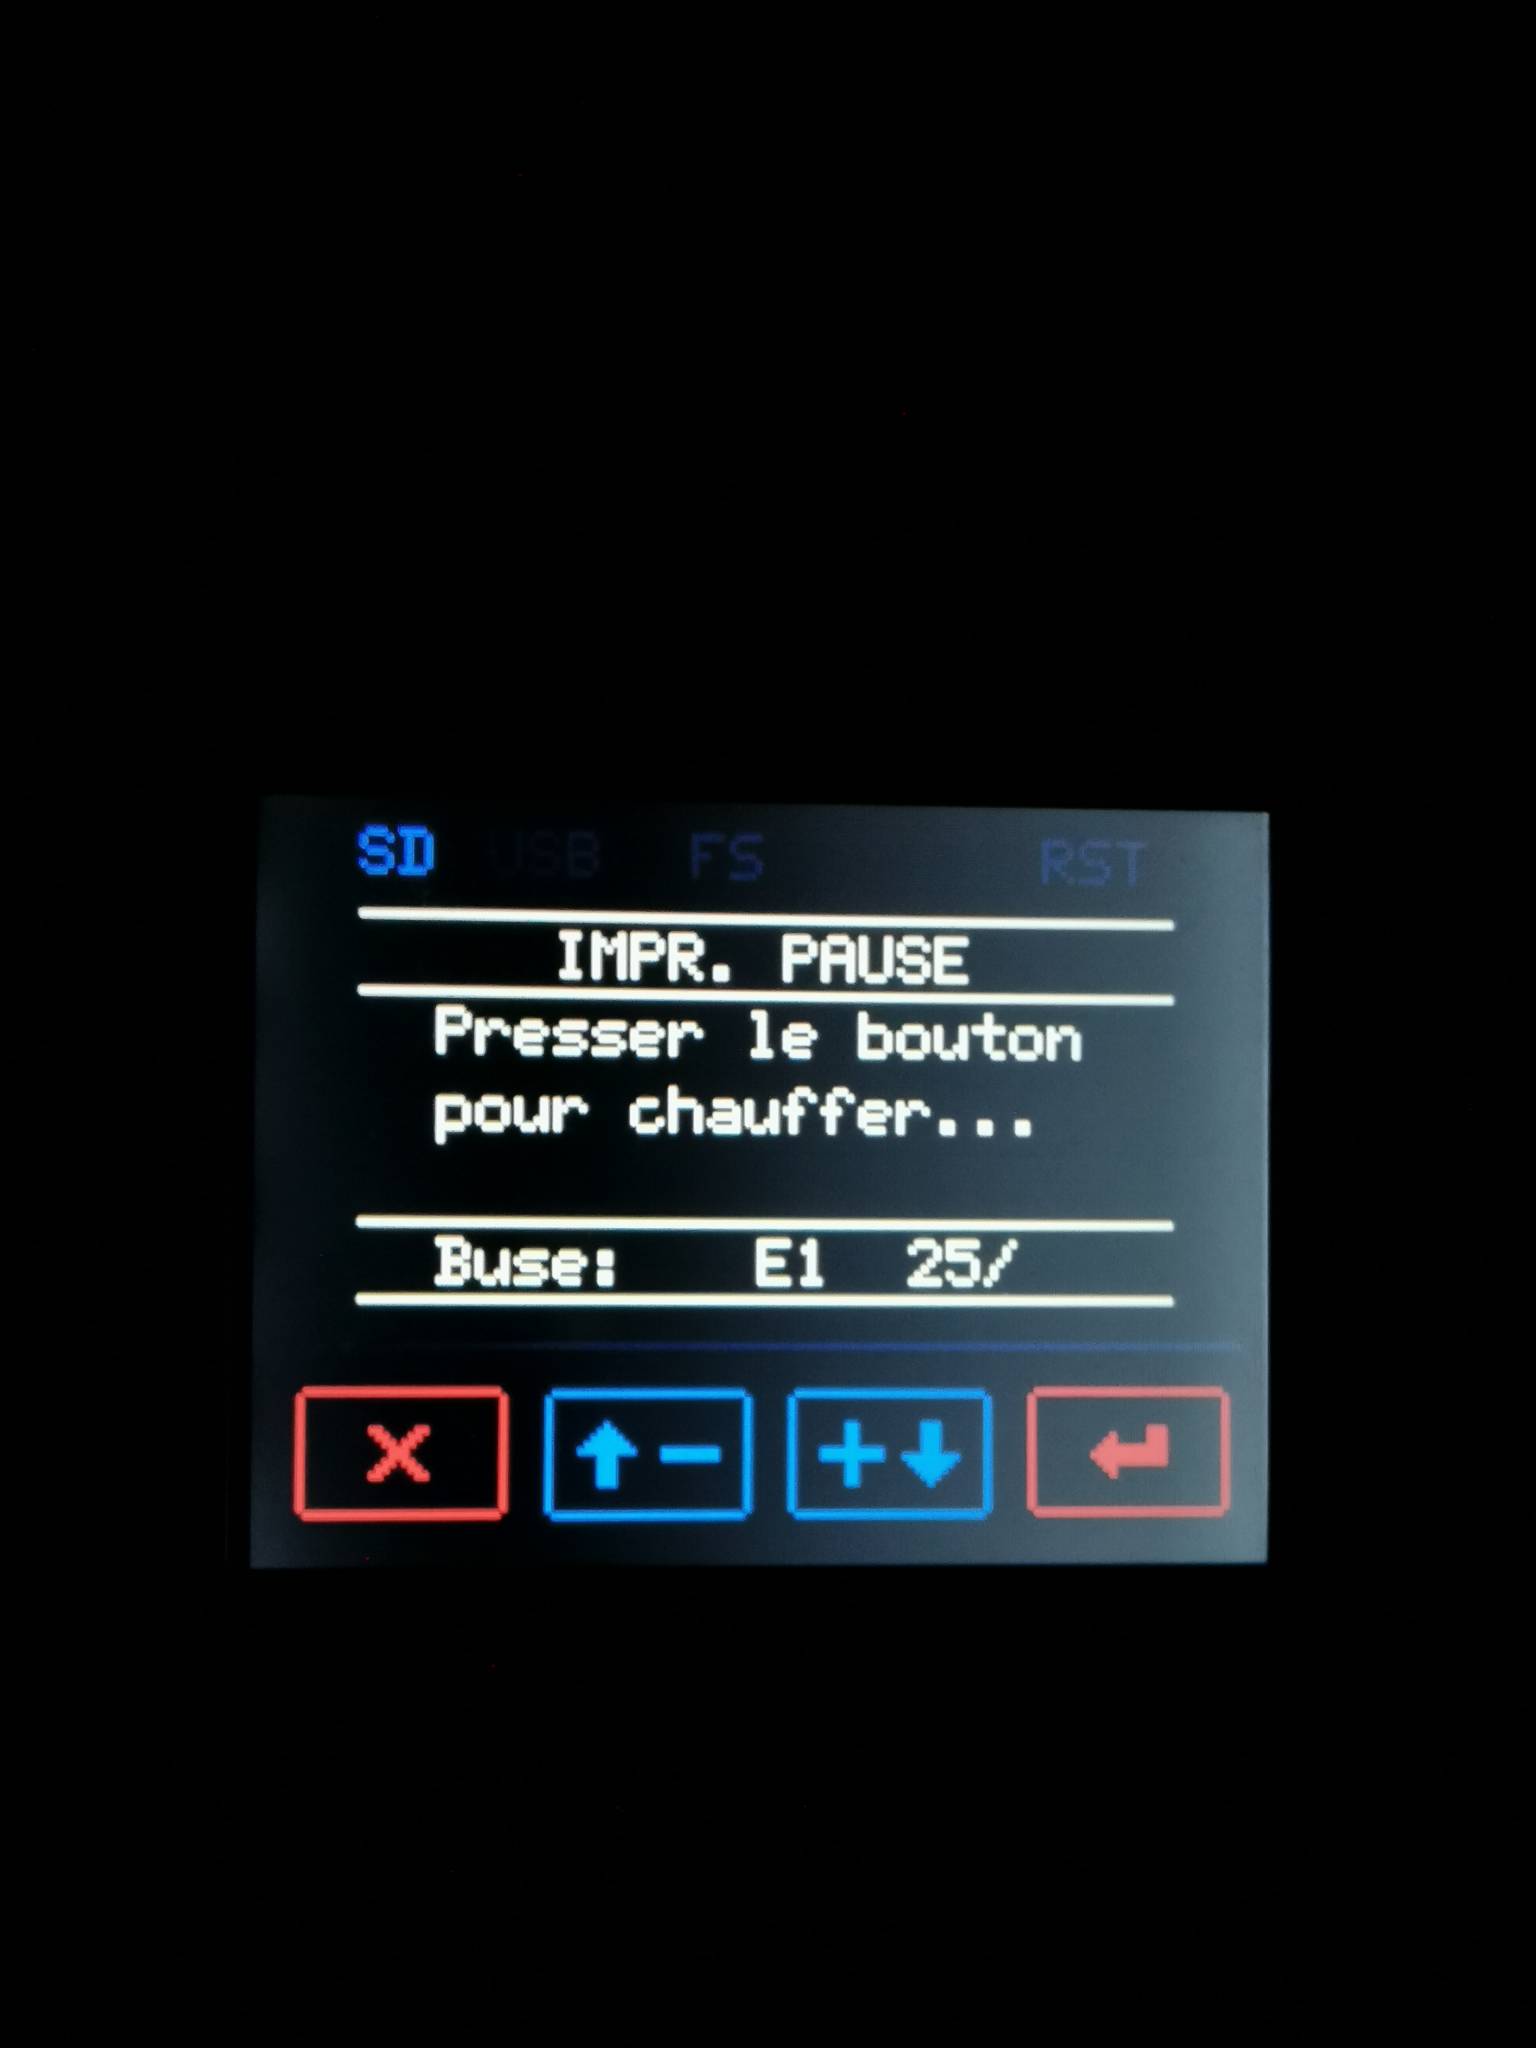 SD USB FS RST
IMPR. PAUSE
Presser le bouton
pour chauffer...
Buse: E1 25/